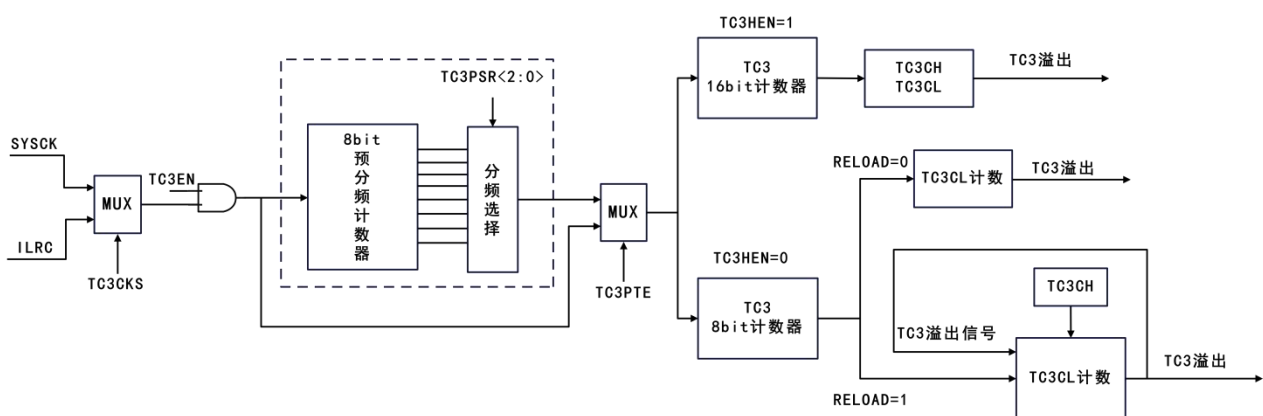 TC3HEN=1
TC3
16bit计数器
TC3CH
TC3CL
TC3溢出
TC3PSR<2:0>
SYSCK
ILRC
MUX
TC3CKS
TC3EN
8bit
预
分
频
计
数
器
分
频
选
择
MUX
TC3PTE
RELOAD=0
TC3CL计数
TC3溢出
TC3HEN=0
TC3
8bit计数器
TC3CH
TC3溢出信号
TC3CL计数
TC3溢出
RELOAD=1